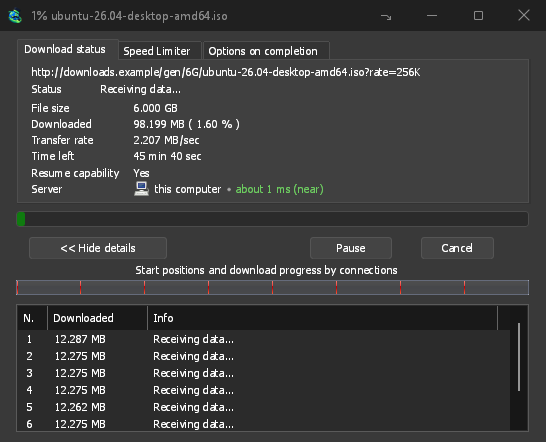 1% ubuntu-26.04-desktop-amd64.iso
Download status Speed Limiter Options on completion
http://downloads.example/gen/6G/ubuntu-26.04-desktop-amd64.iso?rate=256K
Status Receiving data...
File size 6.000 GB
Downloaded 98.199 MB ( 1.60 % )
Transfer rate 2.207 MB/sec
Time left 45 min 40 sec
Resume capability Yes
Server this computer • about 1 ms (near)
<< Hide details Pause Cancel
Start positions and download progress by connections
N. Downloaded Info
1 12.287 MB Receiving data...
2 12.275 MB Receiving data...
3 12.275 MB Receiving data...
4 12.275 MB Receiving data...
5 12.262 MB Receiving data...
6 12.275 MB Receiving data...